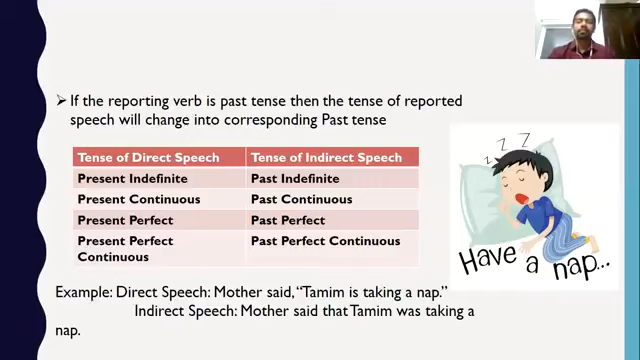 ➢ If the reporting verb is past tense then the tense of reported
speech will change into corresponding Past tense
Tense of Direct Speech Tense of Indirect Speech
Present Indefinite Past Indefinite
Present Continuous Past Continuous
Present Perfect Past Perfect
Present Perfect Continuous Past Perfect Continuous
Have a nap...
Example: Direct Speech: Mother said, “Tamim is taking a nap.”
Indirect Speech: Mother said that Tamim was taking a
nap.
z z z